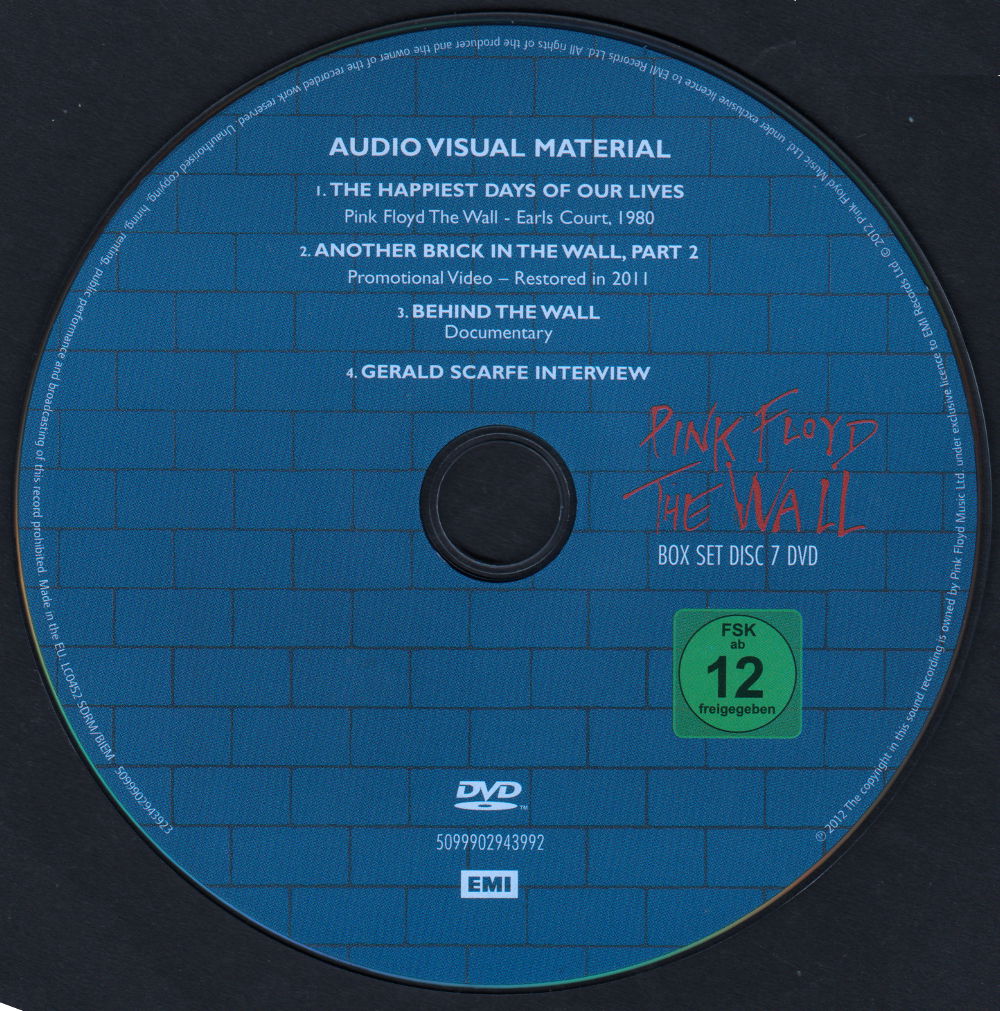 AUDIO VISUAL MATERIAL
1. THE HAPPIEST DAYS OF OUR LIVES
Pink Floyd The Wall - Earls Court, 1980
2. ANOTHER BRICK IN THE WALL, PART 2
Promotional Video – Restored in 2011
3. BEHIND THE WALL
Documentary
4. GERALD SCARFE INTERVIEW
PINK FLOYD
THE WALL
BOX SET DISC 7 DVD
FSK
ab
12
freigegeben
DVD
™
5099902943992
EMI
℗ 2012 The copyright in this sound recording is owned by Pink Floyd Music Ltd. under exclusive licence to EMI Records Ltd © 2012 Pink Floyd Music Ltd. under exclusive licence to EMI Records Ltd. All rights of the producer and the owner of the recorded work reserved. Unauthorised copying, hiring, renting, public performance and broadcasting of this record prohibited. Made in the EU. LC0452 SDRM/BIEM 5099902943923